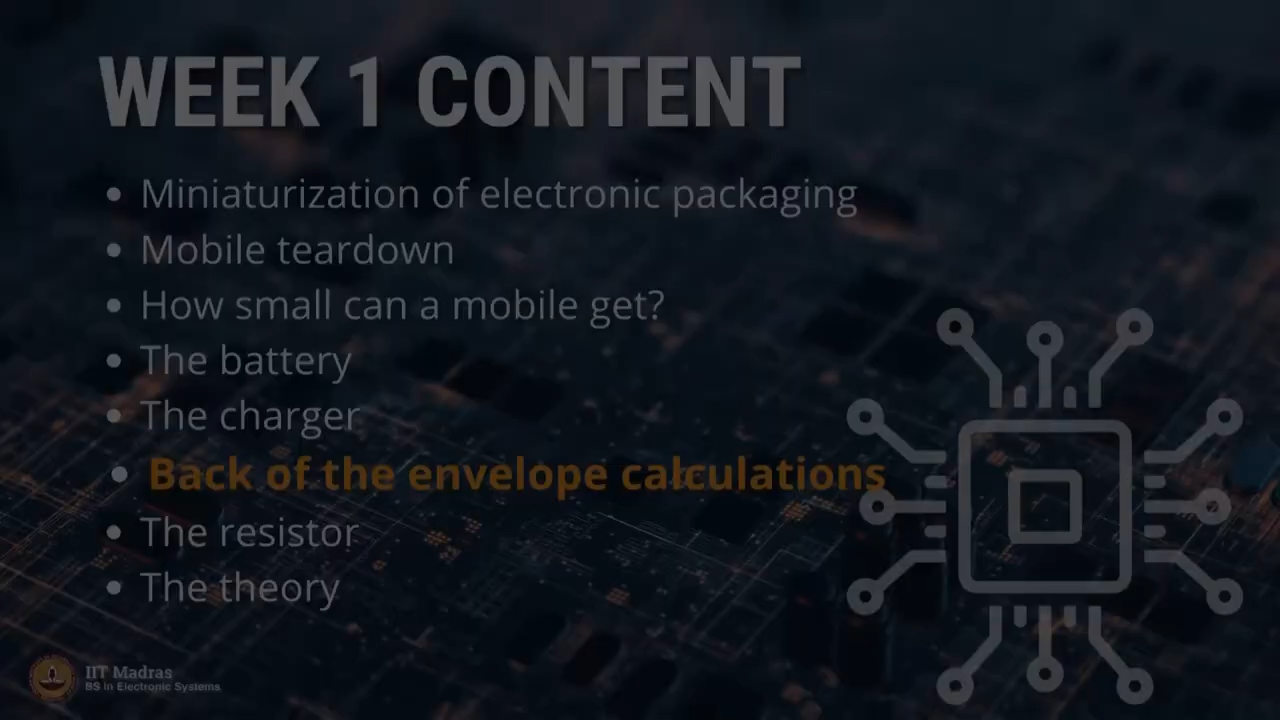 WEEK 1 CONTENT
• Miniaturization of electronic packaging
• Mobile teardown
• How small can a mobile get?
• The battery
• The charger
• Back of the envelope calculations
• The resistor
• The theory
IIT Madras
BS in Electronic Systems